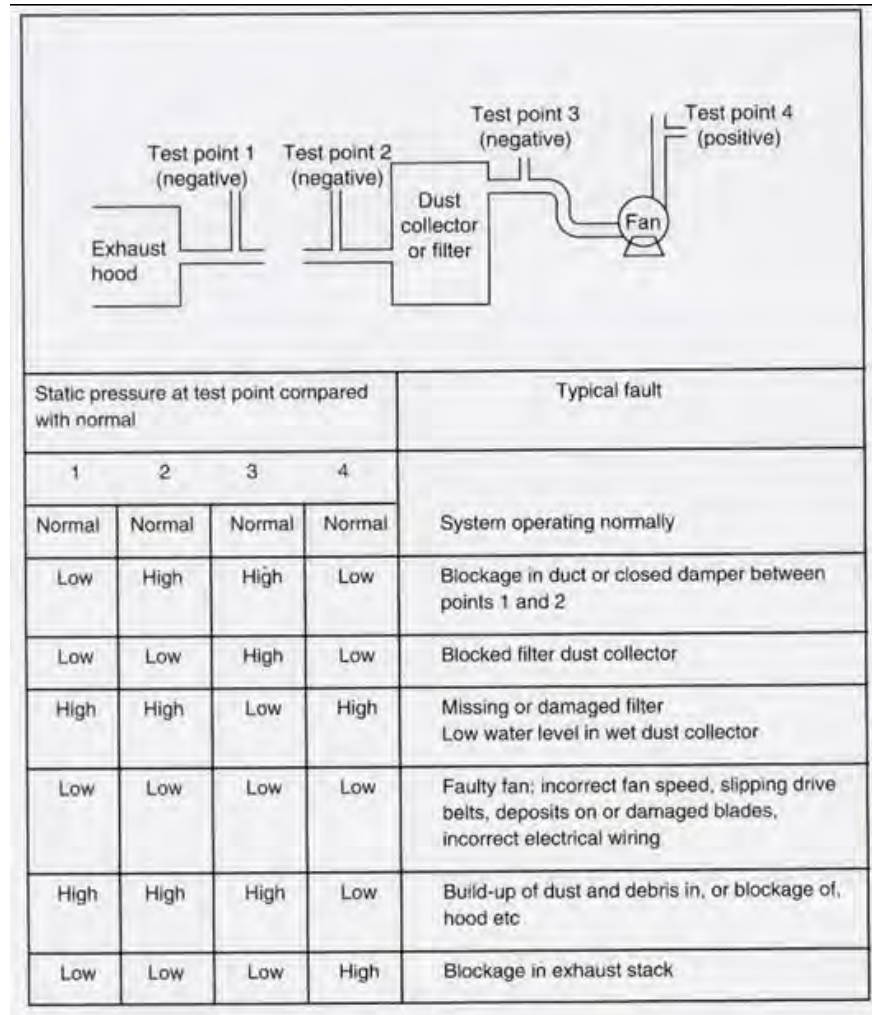 Test point 1
(negative)
Test point 2
(negative)
Test point 3
(negative)
Test point 4
(positive)
Exhaust
hood
Dust
collector
or filter
Fan
Static pressure at test point compared
with normal
Typical fault
1 2 3 4
Normal Normal Normal Normal System operating normally
Low High High Low Blockage in duct or closed damper between
points 1 and 2
Low Low High Low Blocked filter dust collector
High High Low High Missing or damaged filter
Low water level in wet dust collector
Low Low Low Low Faulty fan; incorrect fan speed, slipping drive
belts, deposits on or damaged blades,
incorrect electrical wiring
High High High Low Build-up of dust and debris in, or blockage of,
hood etc
Low Low Low High Blockage in exhaust stack